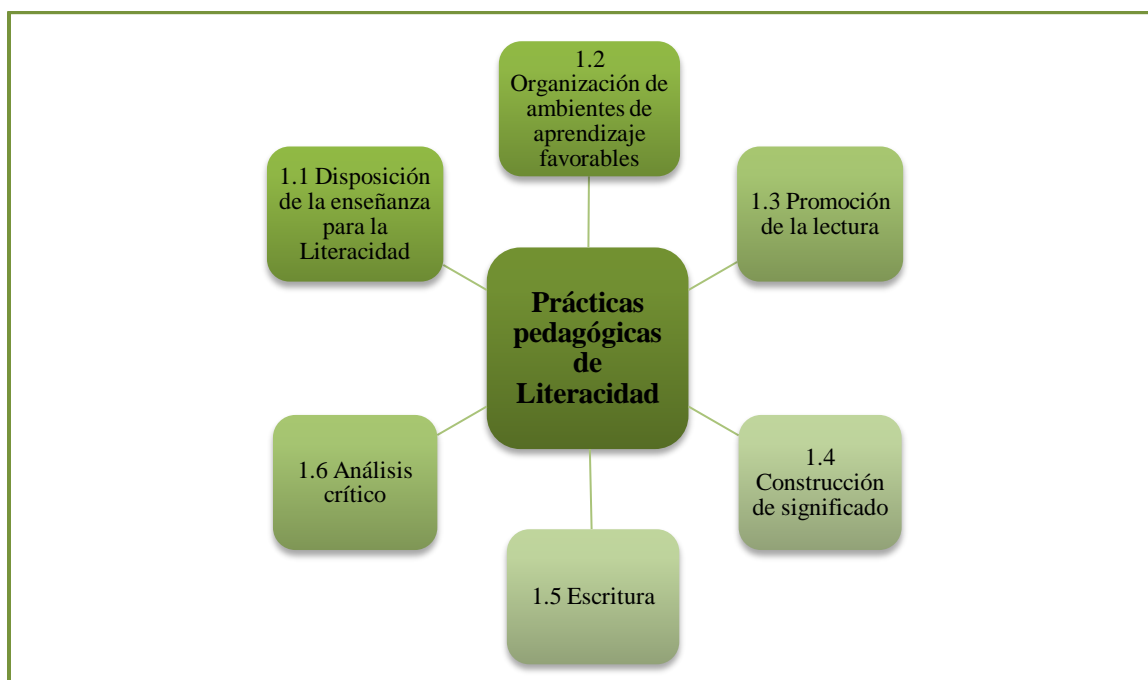 1.2
Organización de
ambientes de
aprendizaje
favorables
1.1 Disposición
de la enseñanza
para la
Literacidad
1.3 Promoción
de la lectura
Prácticas
pedagógicas
de
Literacidad
1.6 Análisis
crítico
1.4
Construcción
de significado
1.5 Escritura